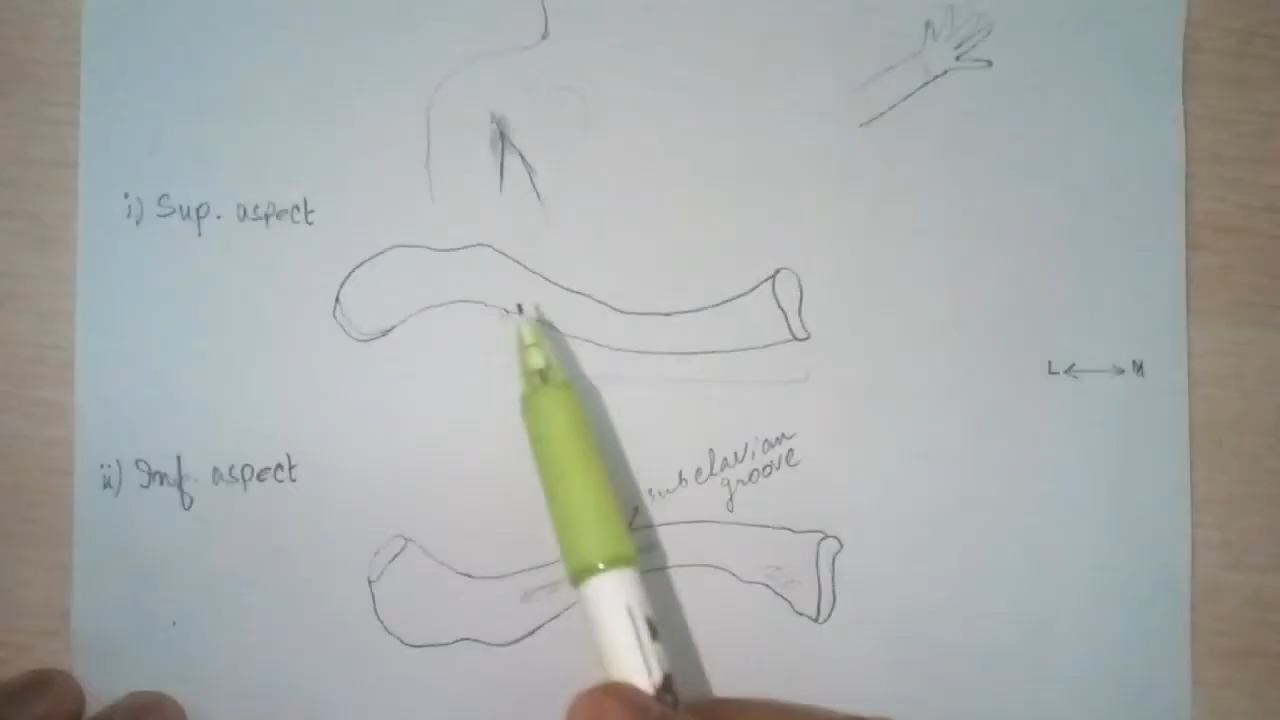 i) Sup. aspect
L M
ii) Inf. aspect
subclavian
groove